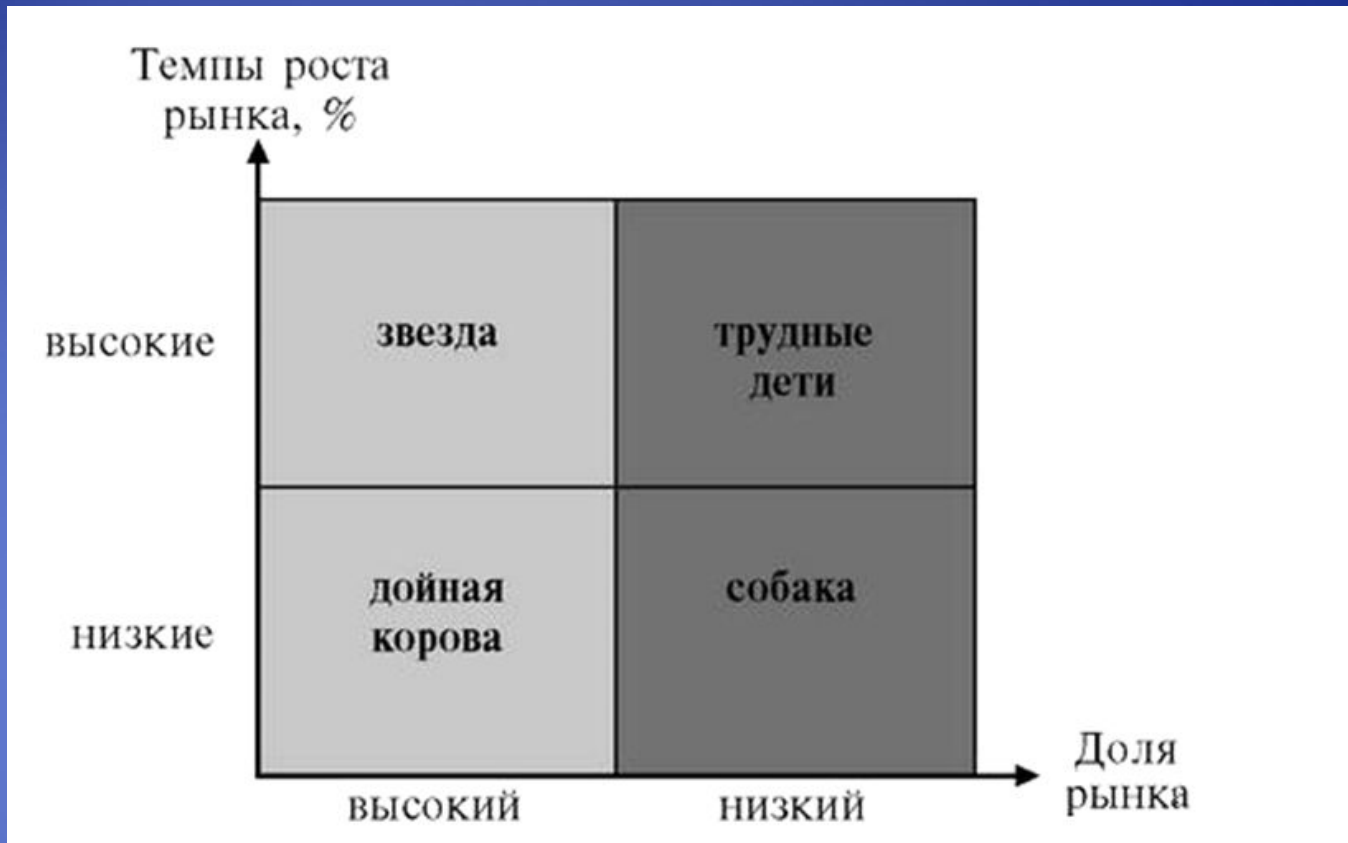 Темпы роста
рынка, %
высокие
звезда
трудные
дети
низкие
дойная
корова
собака
высокий
низкий
Доля
рынка